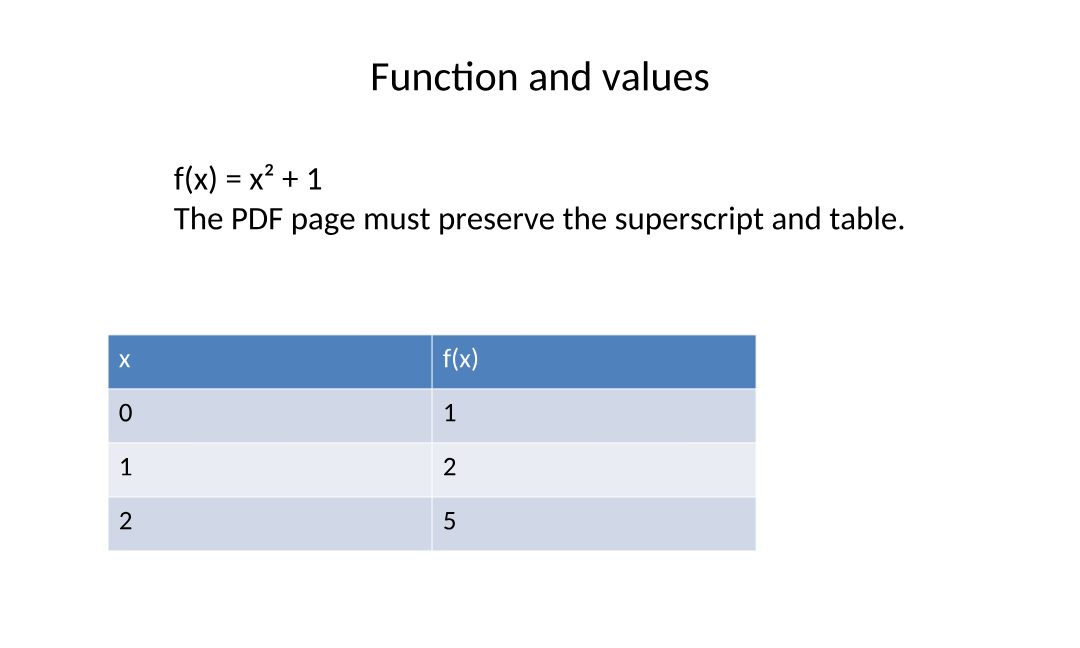 Function and values
f(x) = x² + 1
The PDF page must preserve the superscript and table.
x f(x)
0 1
1 2
2 5